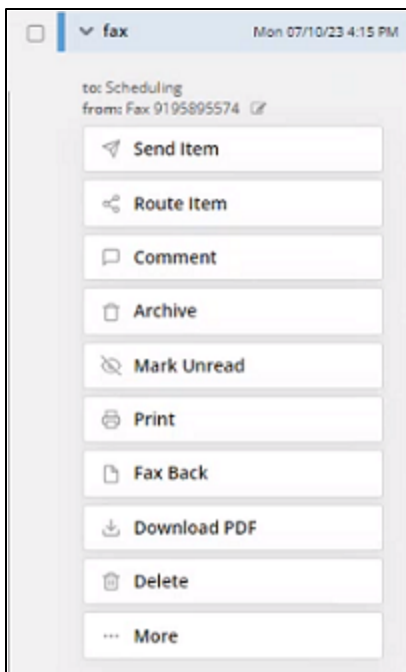 fax Mon 07/10/23 4:15 PM
to: Scheduling
from: Fax 9195895574
Send Item
Route Item
Comment
Archive
Mark Unread
Print
Fax Back
Download PDF
Delete
More